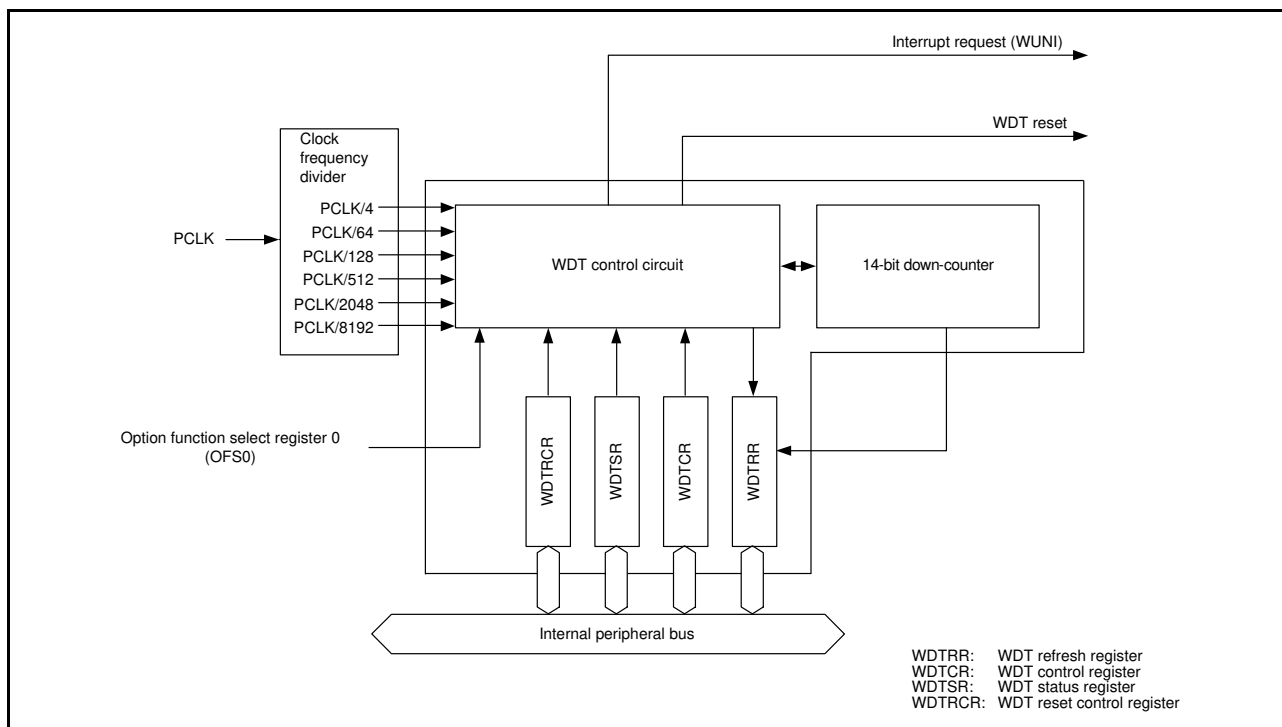 Interrupt request (WUNI)
WDT reset
Clock
frequency
divider
PCLK/4
PCLK/64
PCLK/128
PCLK/512
PCLK/2048
PCLK/8192
PCLK
WDT control circuit
14-bit down-counter
Option function select register 0
(OFS0)
WDTRCR
WDTSR
WDTCR
WDTRR
Internal peripheral bus
WDTRR: WDT refresh register
WDTCR: WDT control register
WDTSR: WDT status register
WDTRCR: WDT reset control register